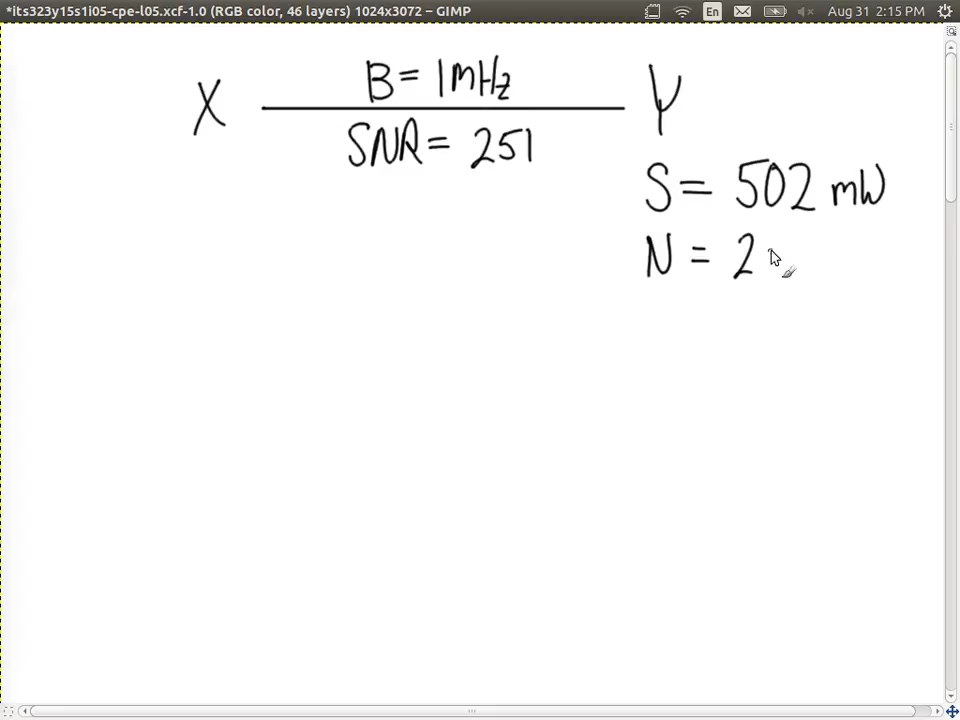 *its323y15s1i05-cpe-l05.xcf-1.0 (RGB color, 46 layers) 1024x3072 – GIMP
En
Aug 31 2:15 PM
X
B = 1MHz
Y
SNR = 251
S = 502 mW
N = 2